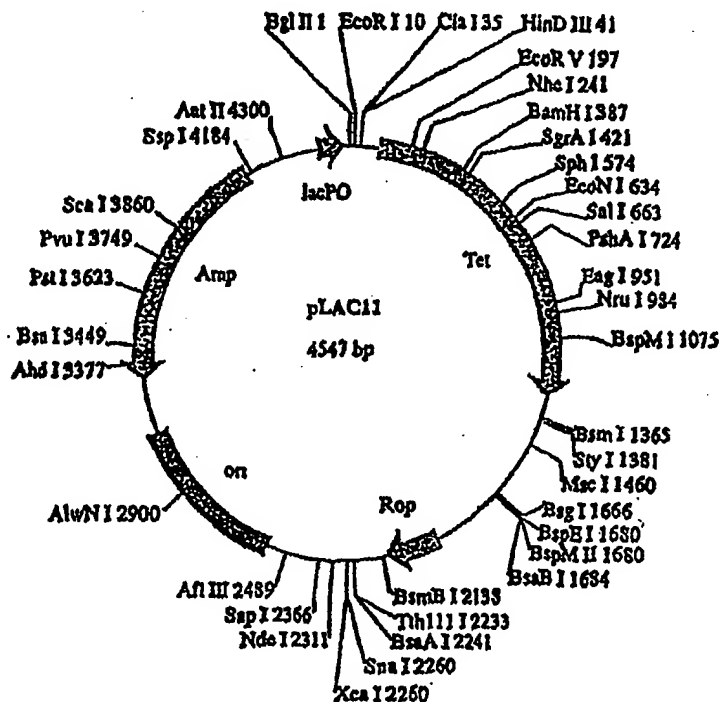 Bgl II 1
EcoR I 10
Cla I 35
HinD III 41
EcoR V 197
Nhe I 241
BamH I 387
SgrA I 421
Sph I 574
EcoN I 634
Sal I 663
PshA I 724
Eag I 951
Nru I 984
BspM I 1075
Bsm I 1365
Sty I 1381
Msc I 1460
Bsg I 1666
BspE I 1680
BspM II 1680
BsaB I 1684
Rop
BsmB I 2133
Tth111 I 2233
BsaA I 2241
Sna I 2260
Xca I 2260
Nde I 2311
Sap I 2366
Afl III 2489
AlwN I 2900
ori
Ahd I 3377
Bsa I 3449
Pst I 3623
Pvu I 3749
Sca I 3860
Amp
Ssp I 4184
Aat II 4300
lacPO
Tet
pLAC11
4547 bp